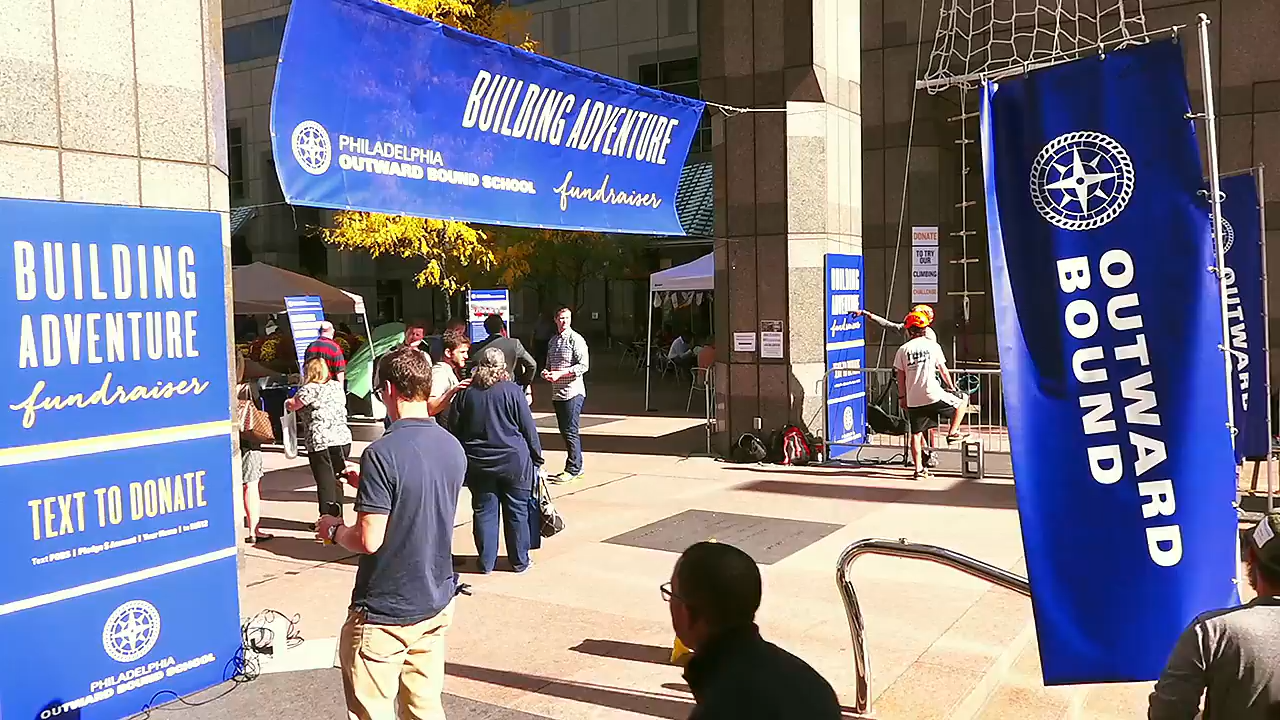 BUILDING ADVENTURE
PHILADELPHIA
OUTWARD BOUND SCHOOL
fundraiser
BUILDING
ADVENTURE
fundraiser
TEXT TO DONATE
PHILADELPHIA
OUTWARD BOUND SCHOOL
BUILDING
ADVENTURE
fundraiser
DONATE
TO TRY
OUR
CLIMBING
CHALLENGE
OUTWARD
BOUND
OUTWARD